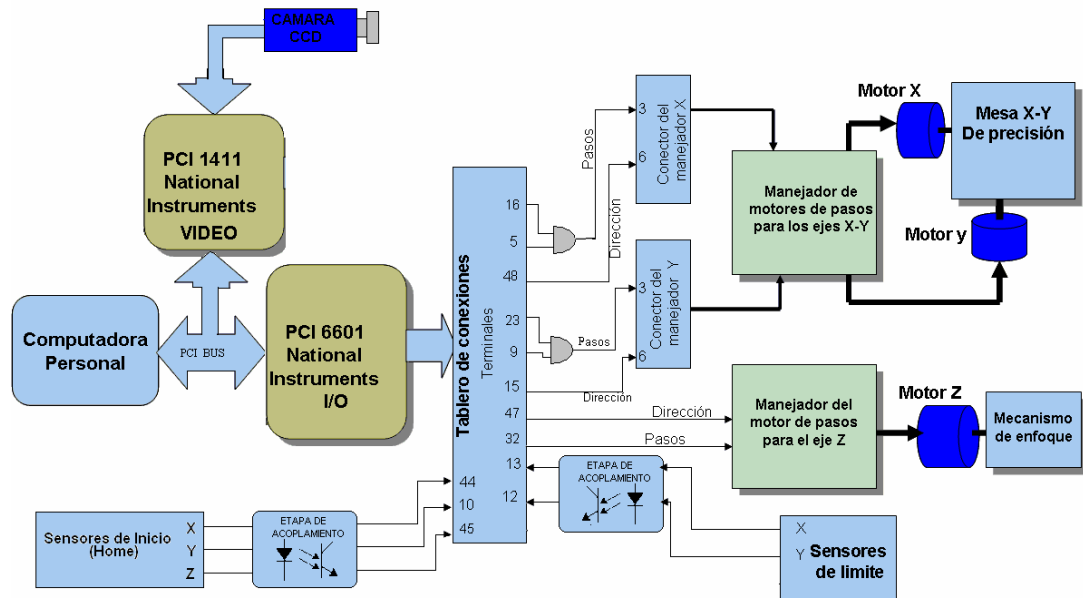 CAMARA
CCD
PCI 1411
National
Instruments
VIDEO
Computadora
Personal
PCI BUS
PCI 6601
National
Instruments
I/O
Tablero de conexiones
Terminales
16
5
48
23
9
15
47
32
13
12
44
10
45
Pasos
Dirección
Pasos
Dirección
Dirección
Pasos
3
6
Conector del
manejador X
3
6
Conector del
manejador Y
Manejador de
motores de pasos
para los ejes X-Y
Motor X
Mesa X-Y
De precisión
Motor y
Manejador del
motor de pasos
para el eje Z
Motor Z
Mecanismo
de enfoque
ETAPA DE
ACOPLAMIENTO
X
Y
Sensores
de limite
Sensores de Inicio
(Home)
X
Y
Z
ETAPA DE
ACOPLAMIENTO